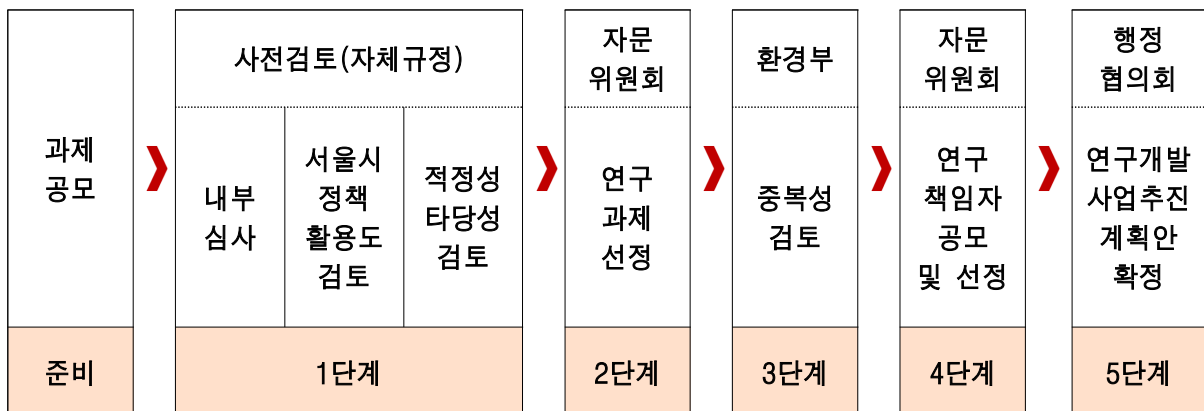 과제
공모
준비
사전검토(자체규정)
내부
심사
서울시
정책
활용도
검토
적정성
타당성
검토
1단계
자문
위원회
연구
과제
선정
2단계
환경부
중복성
검토
3단계
자문
위원회
연구
책임자
공모
및 선정
4단계
행정
협의회
연구개발
사업추진
계획안
확정
5단계